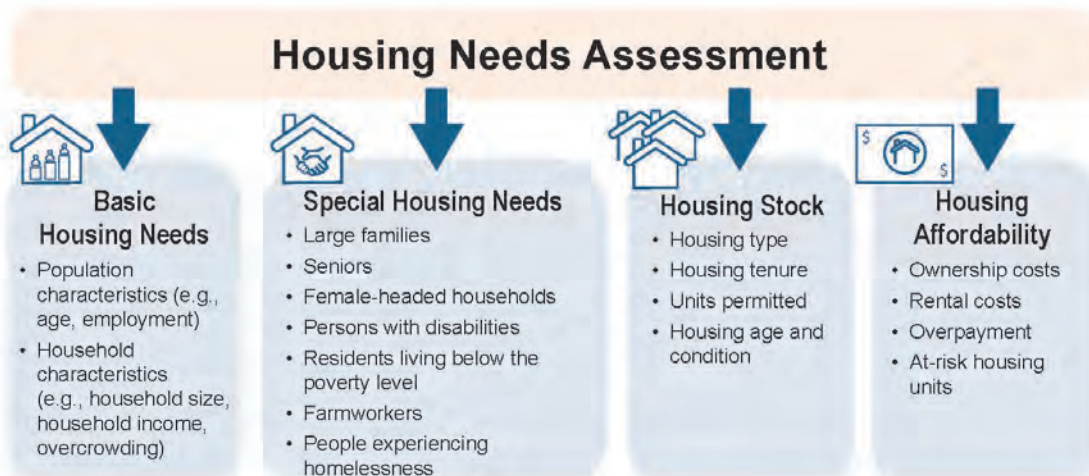 Housing Needs Assessment
Basic
Housing Needs
• Population
characteristics (e.g.,
age, employment)
• Household
characteristics
(e.g., household size,
household income,
overcrowding)
Special Housing Needs
• Large families
• Seniors
• Female-headed households
• Persons with disabilities
• Residents living below the
poverty level
• Farmworkers
• People experiencing
homelessness
Housing Stock
• Housing type
• Housing tenure
• Units permitted
• Housing age and
condition
$
$
Housing
Affordability
• Ownership costs
• Rental costs
• Overpayment
• At-risk housing
units